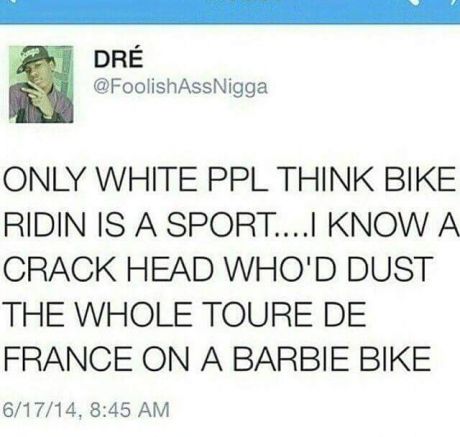 DRÉ
@FoolishAssNigga
ONLY WHITE PPL THINK BIKE
RIDIN IS A SPORT....I KNOW A
CRACK HEAD WHO'D DUST
THE WHOLE TOURE DE
FRANCE ON A BARBIE BIKE
6/17/14, 8:45 AM